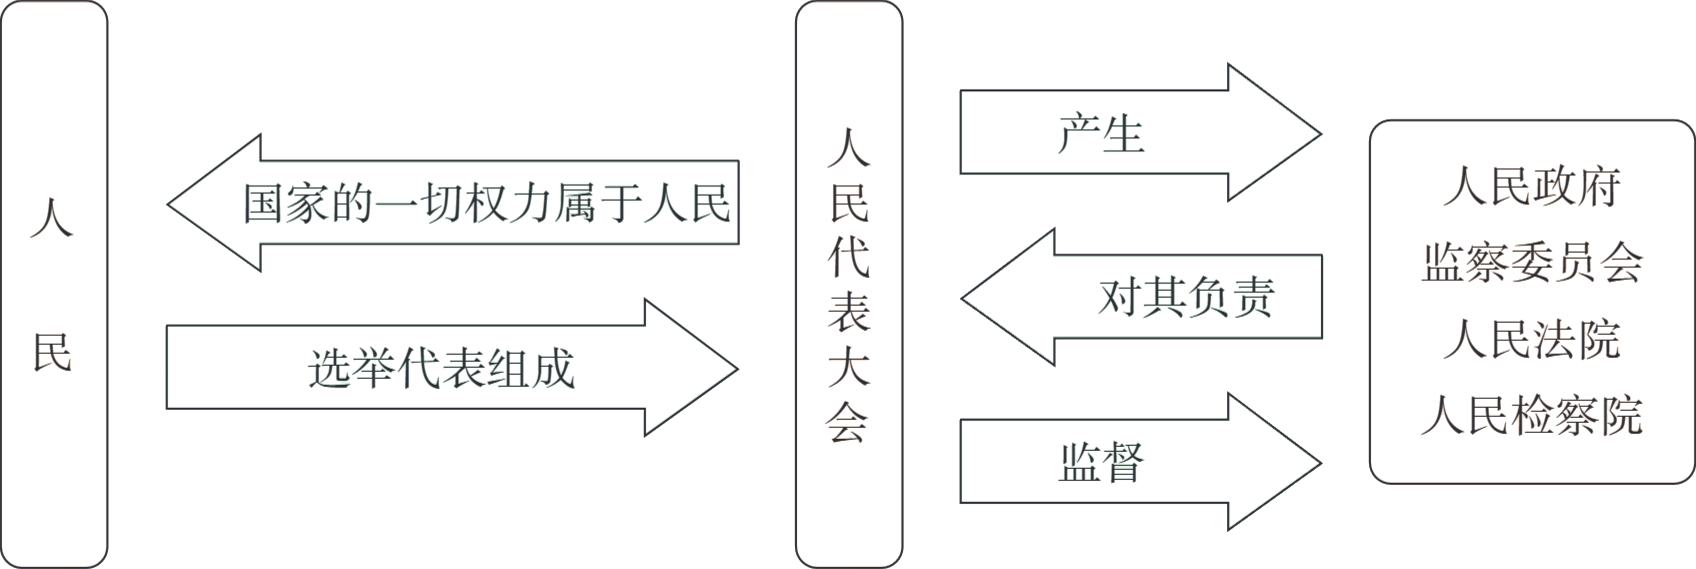 人民
国家的一切权力属于人民
选举代表组成
人民代表大会
产生
对其负责
监督
人民政府
监察委员会
人民法院
人民检察院